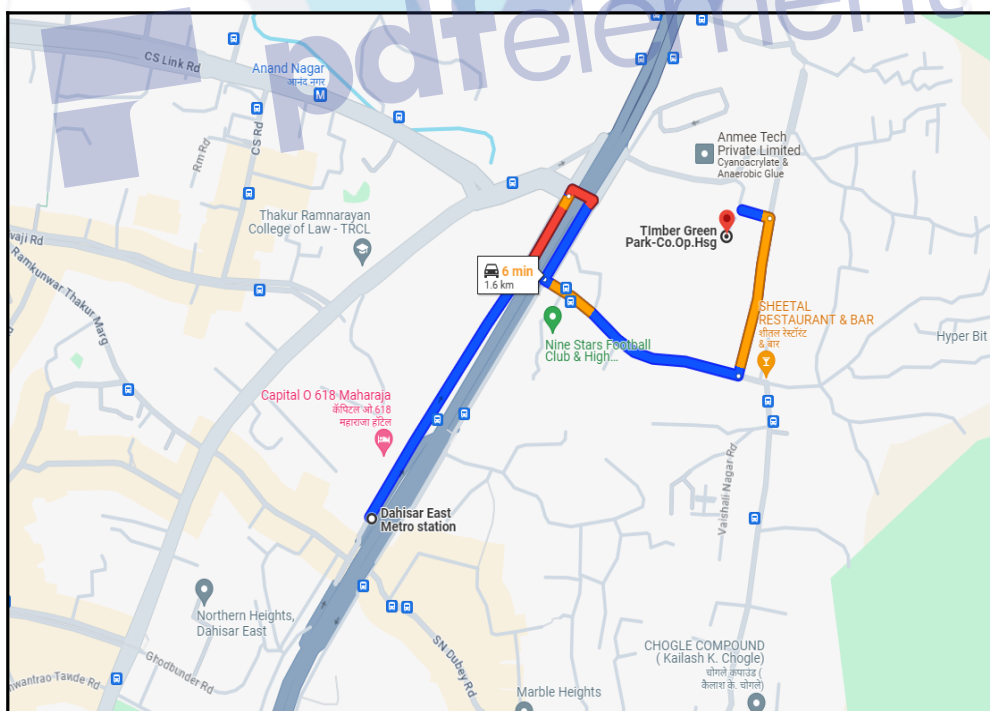 pdfelement
CS Link Rd
Anand Nagar
आनंद नगर
M
CS Rd
Rm Rd
Anmee Tech
Private Limited
Cyanoacrylate &
Anaerobic Glue
Thakur Ramnarayan
College of Law - TRCL
TImber Green
Park-Co.Op.Hsg
waji Rd
Ramkunwar Thakur Marg
6 min
1.6 km
SHEETAL
RESTAURANT & BAR
शीतल रेस्टॉरंट
& बार
Hyper Bit
Nine Stars Football
Club & High...
Capital O 618 Maharaja
कॅपिटल ओ 618
महाराजा हॉटेल
Vaishali Nagar Rd
Dahisar East
Metro station
Northern Heights,
Dahisar East
SN Dubey Rd
Ghodbunder Rd
CHOGLE COMPOUND
( Kailash K. Chogle)
चोगले कंपाउंड (
कैलाश के. चोगले)
nwantrao Tawde Rd
Marble Heights